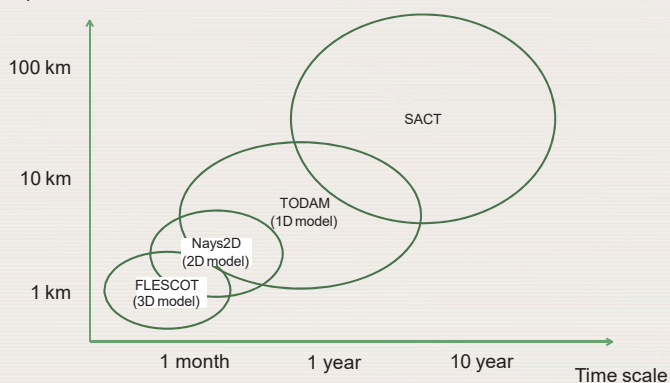 100 km
SACT
10 km
TODAM
(1D model)
Nays2D
(2D model)
FLESCOT
(3D model)
1 km
1 month
1 year
10 year
Time scale